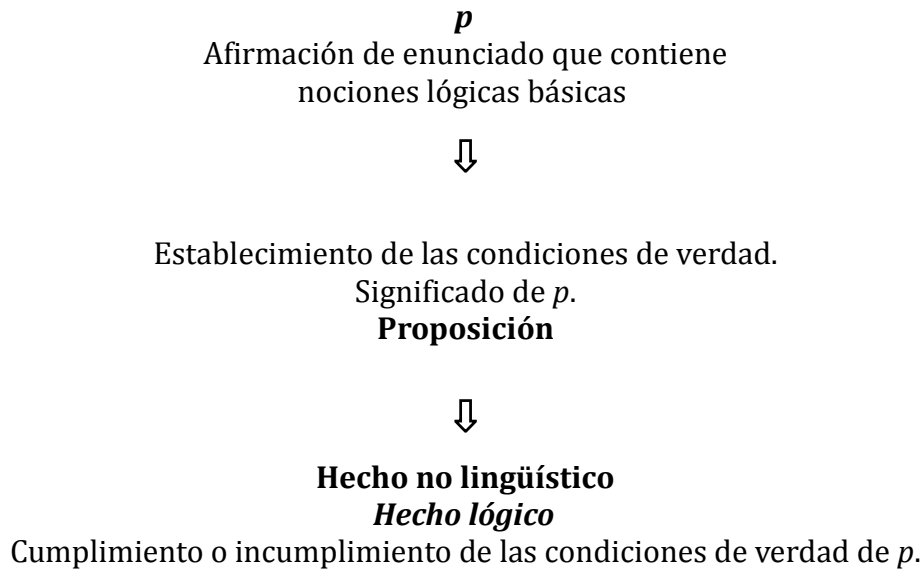 p
Afirmación de enunciado que contiene
nociones lógicas básicas
⇩
Establecimiento de las condiciones de verdad.
Significado de p.
Proposición
⇩
Hecho no lingüístico
Hecho lógico
Cumplimiento o incumplimiento de las condiciones de verdad de p.